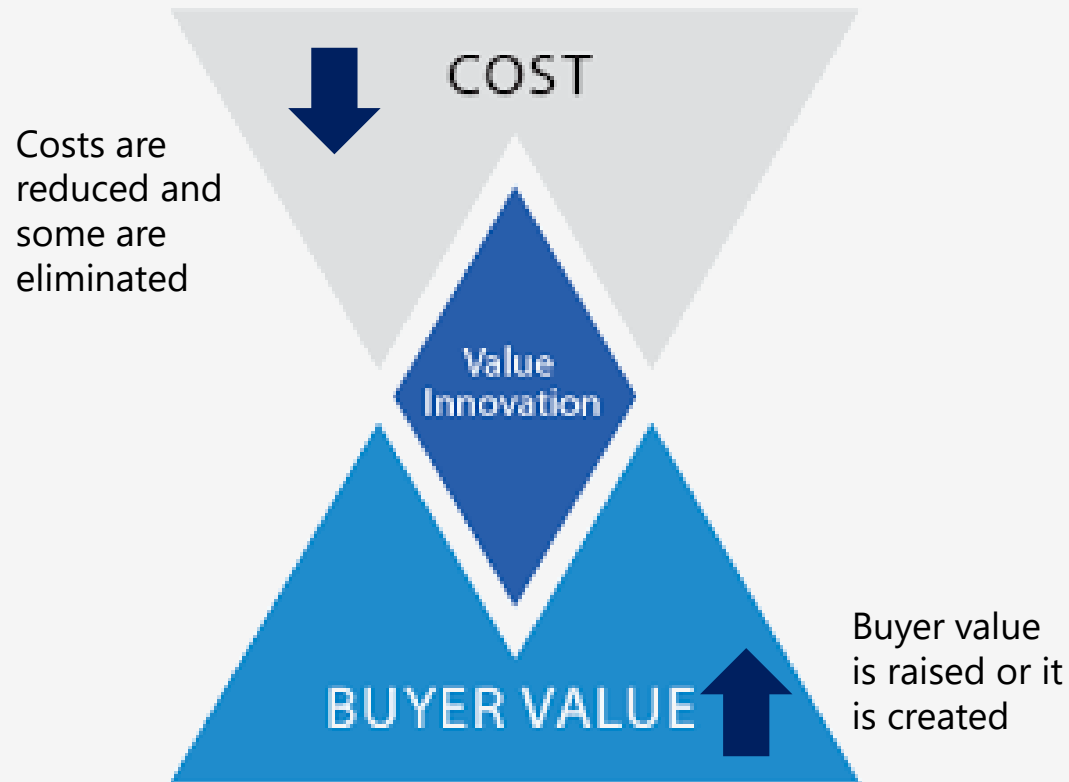 COST
Costs are
reduced and
some are
eliminated
Value
Innovation
Buyer value
is raised or it
is created
BUYER VALUE